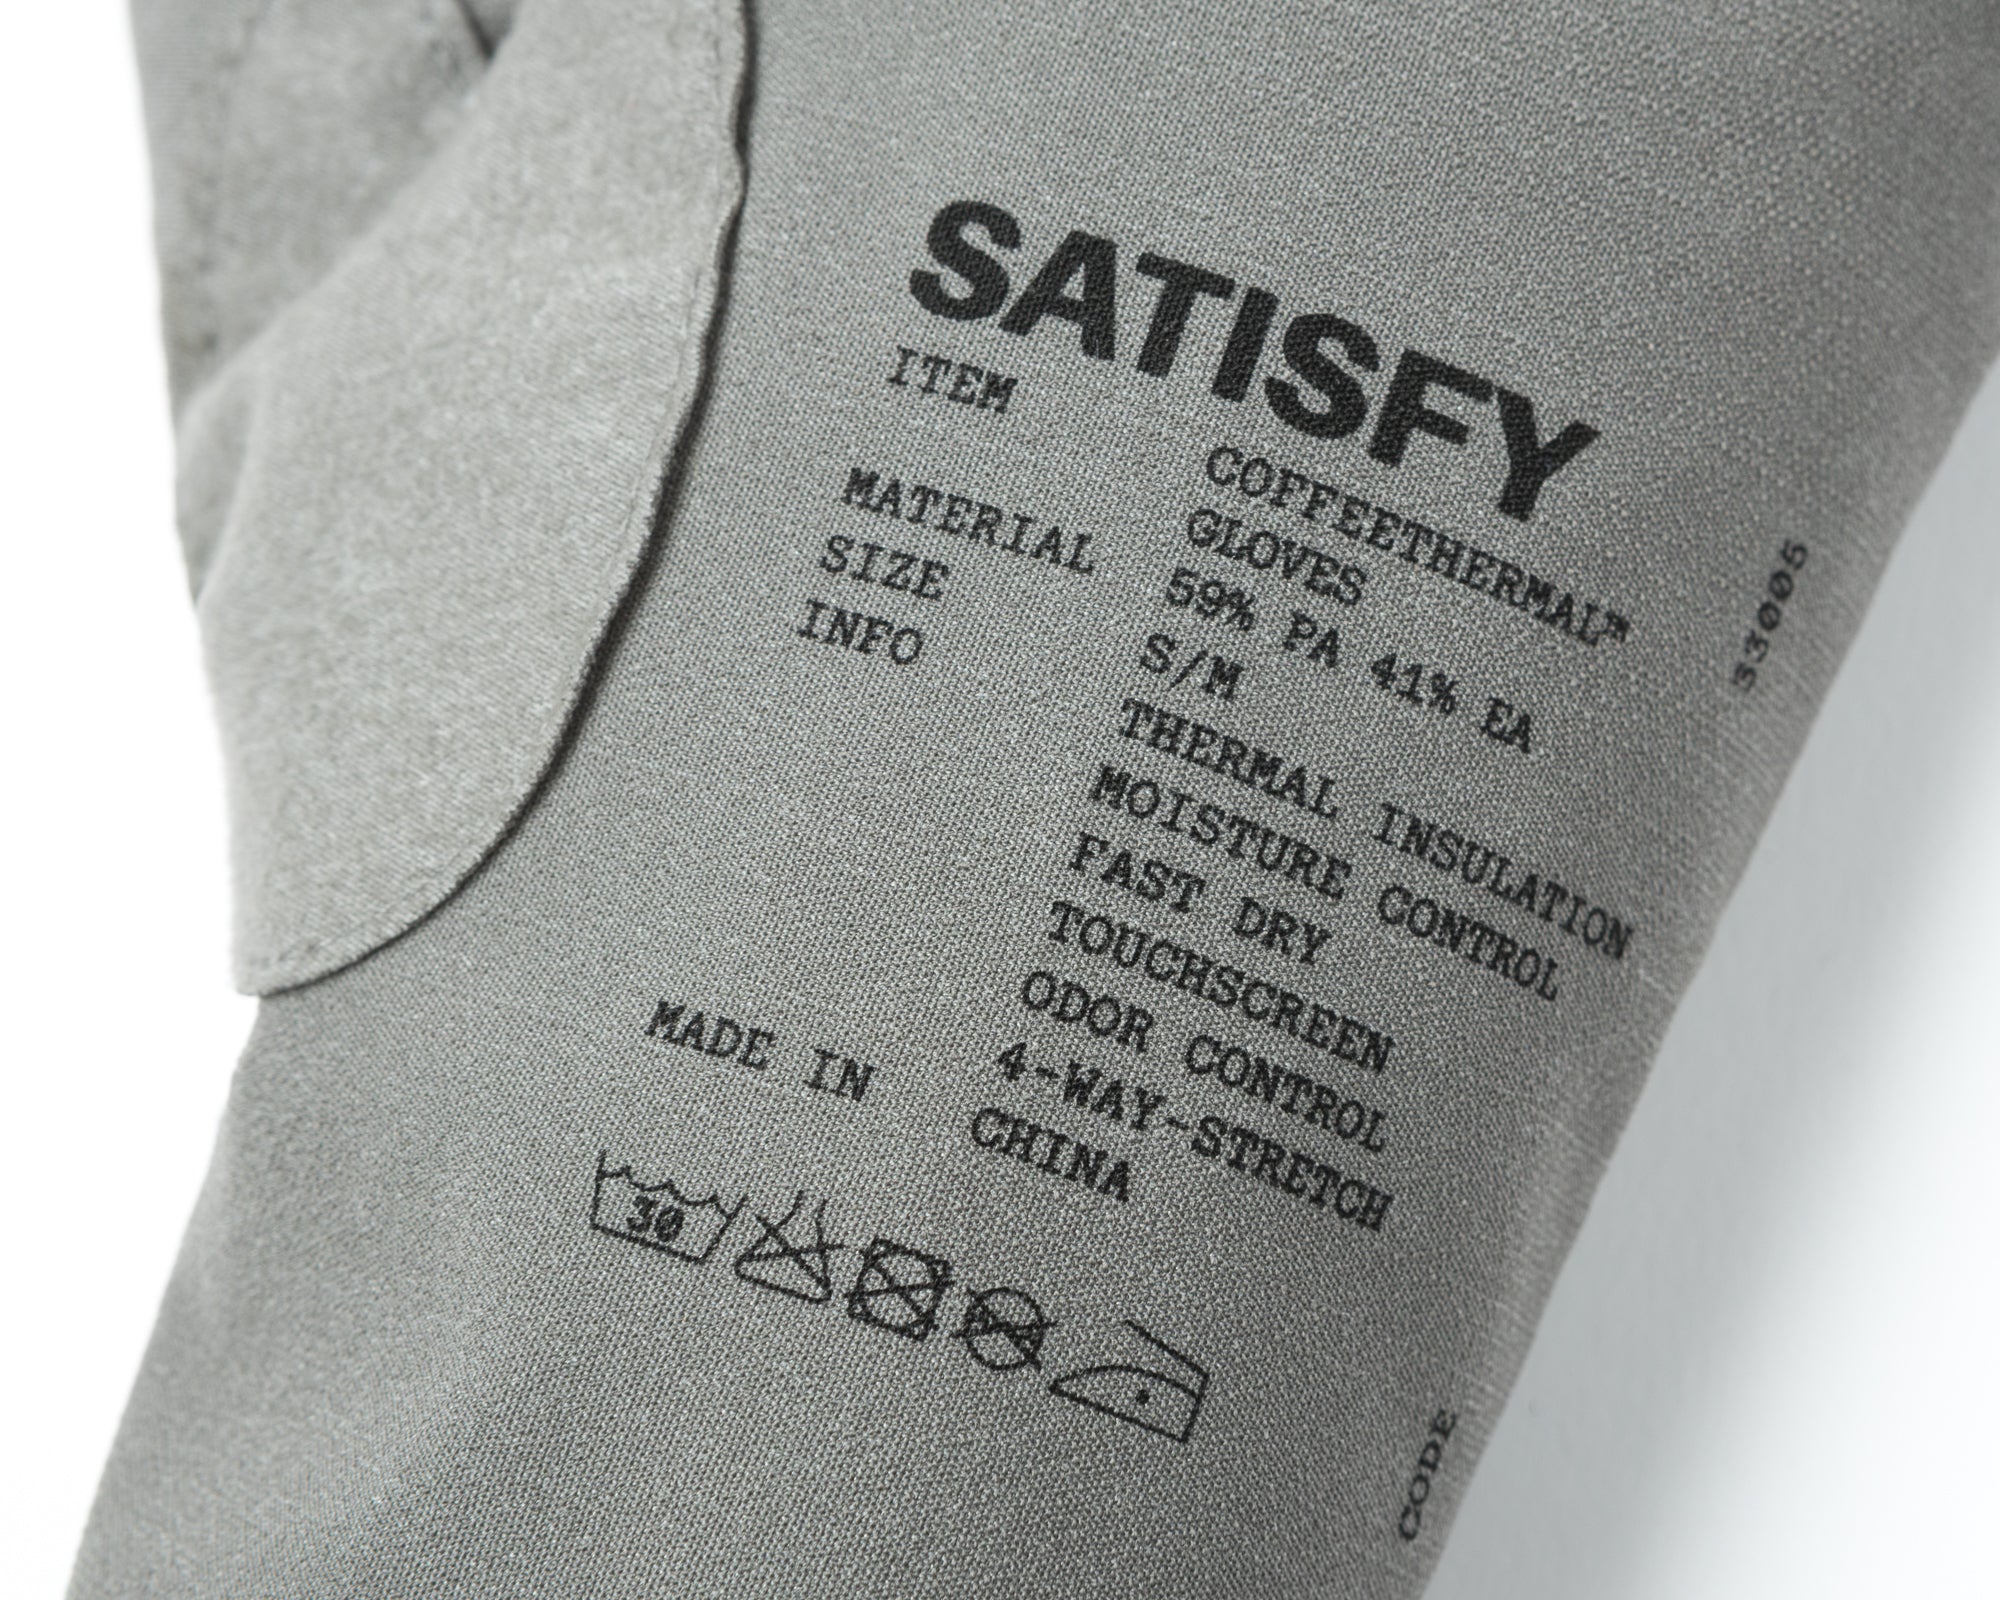 SATISFY
ITEM COFFEETHERMAL™
GLOVES
MATERIAL 59% PA 41% EA
SIZE S/M
INFO THERMAL INSULATION
MOISTURE CONTROL
FAST DRY
TOUCHSCREEN
ODOR CONTROL
4-WAY-STRETCH
MADE IN CHINA
30
CODE 33005